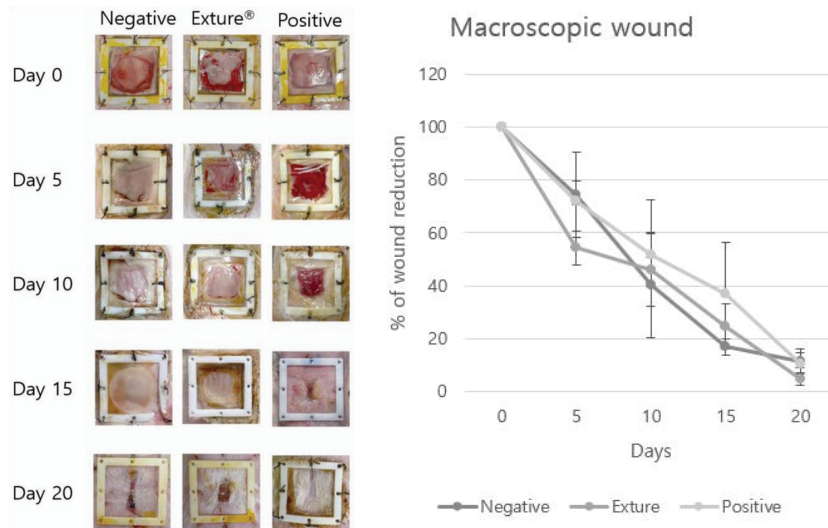 Negative Exture® Positive
Day 0
Day 5
Day 10
Day 15
Day 20
Macroscopic wound
% of wound reduction
120
100
80
60
40
20
0
0 5 10 15 20
Days
Negative Exture Positive